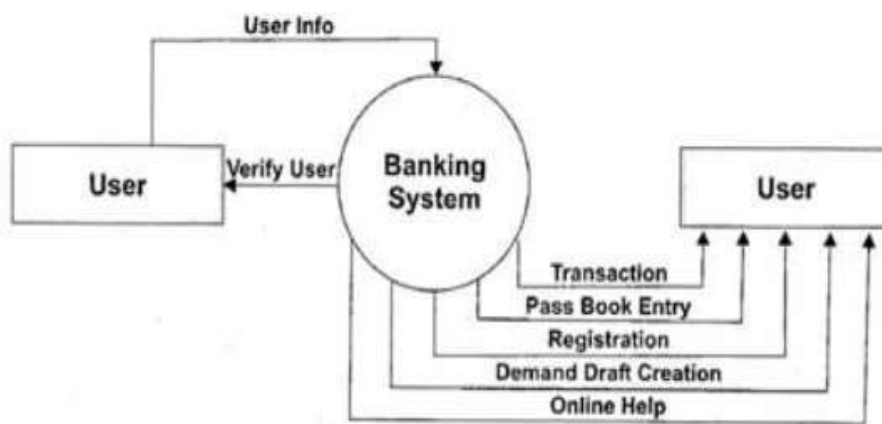 User Info
User
Verify User
Banking
System
User
Transaction
Pass Book Entry
Registration
Demand Draft Creation
Online Help